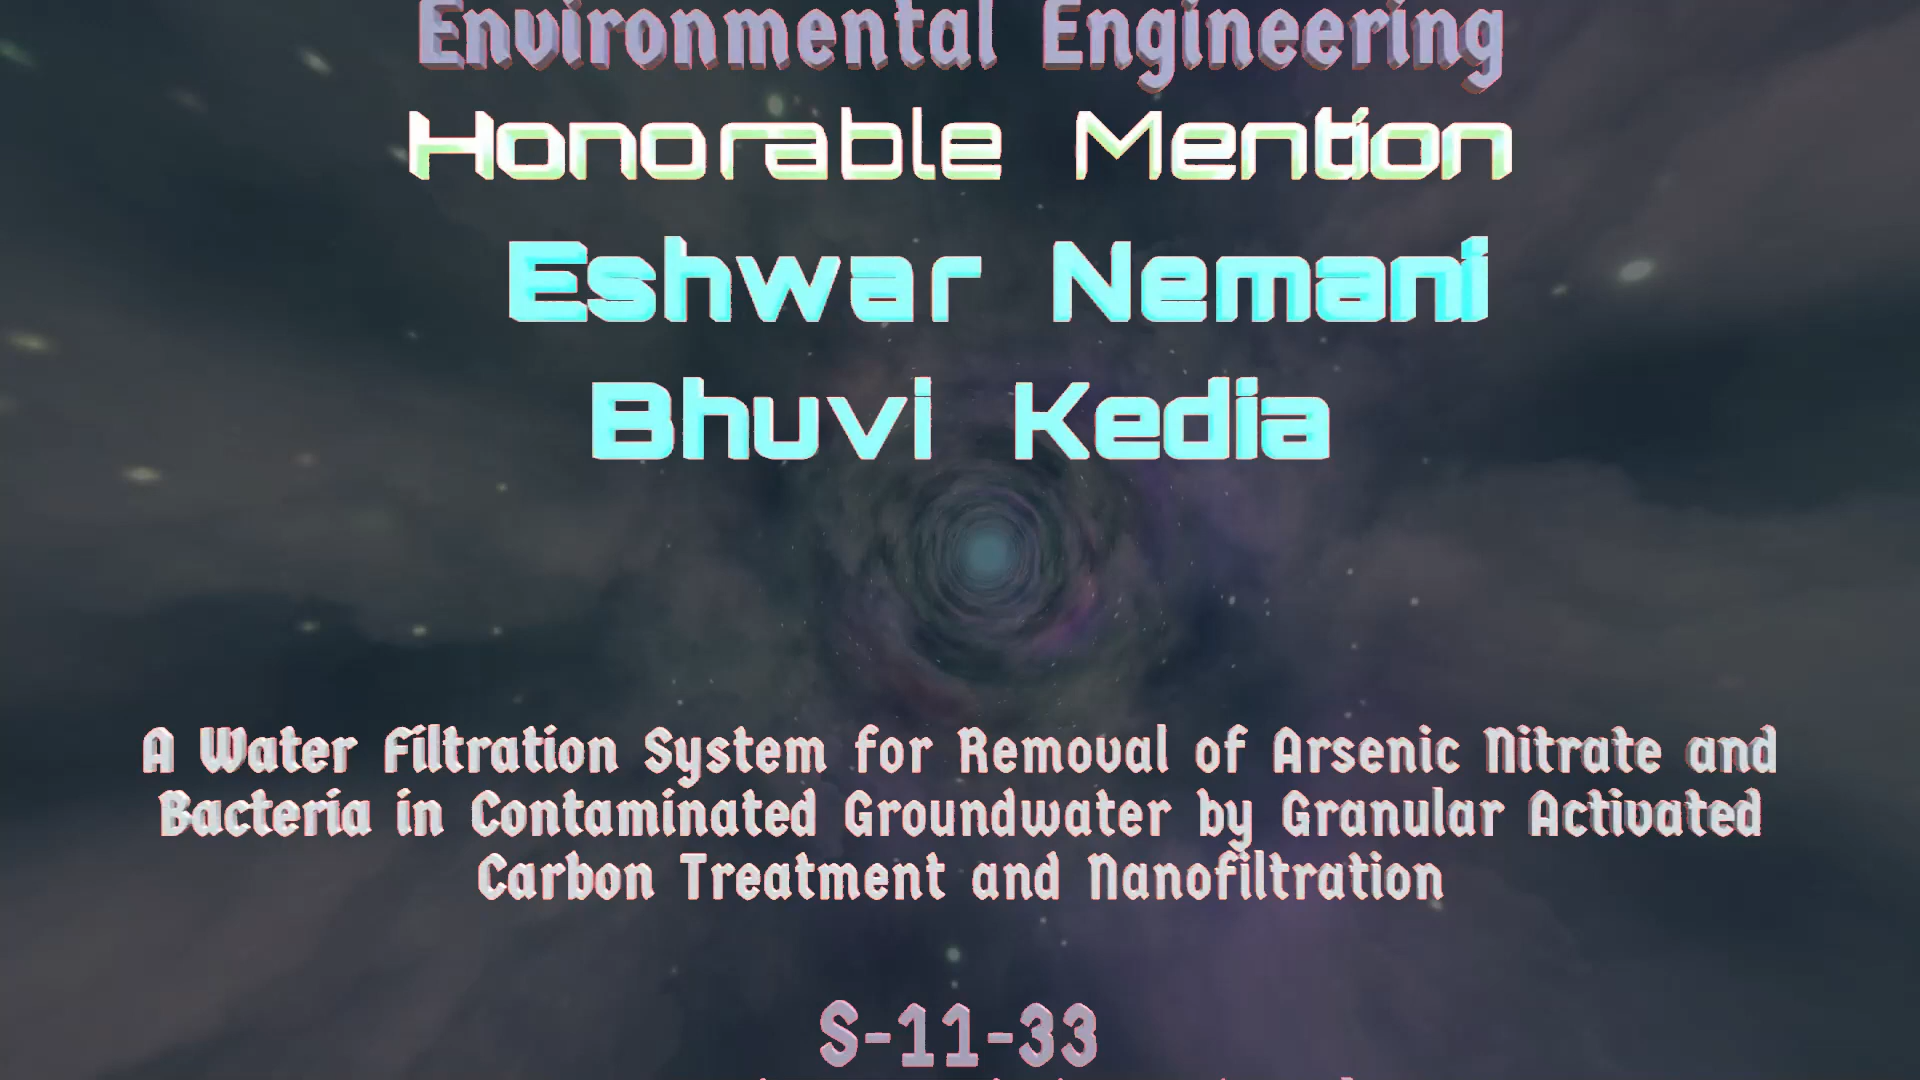 Environmental Engineering
Honorable Mention
Eshwar Nemani
Bhuvi Kedia
A Water Filtration System for Removal of Arsenic Nitrate and
Bacteria in Contaminated Groundwater by Granular Activated
Carbon Treatment and Nanofiltration
S-11-33